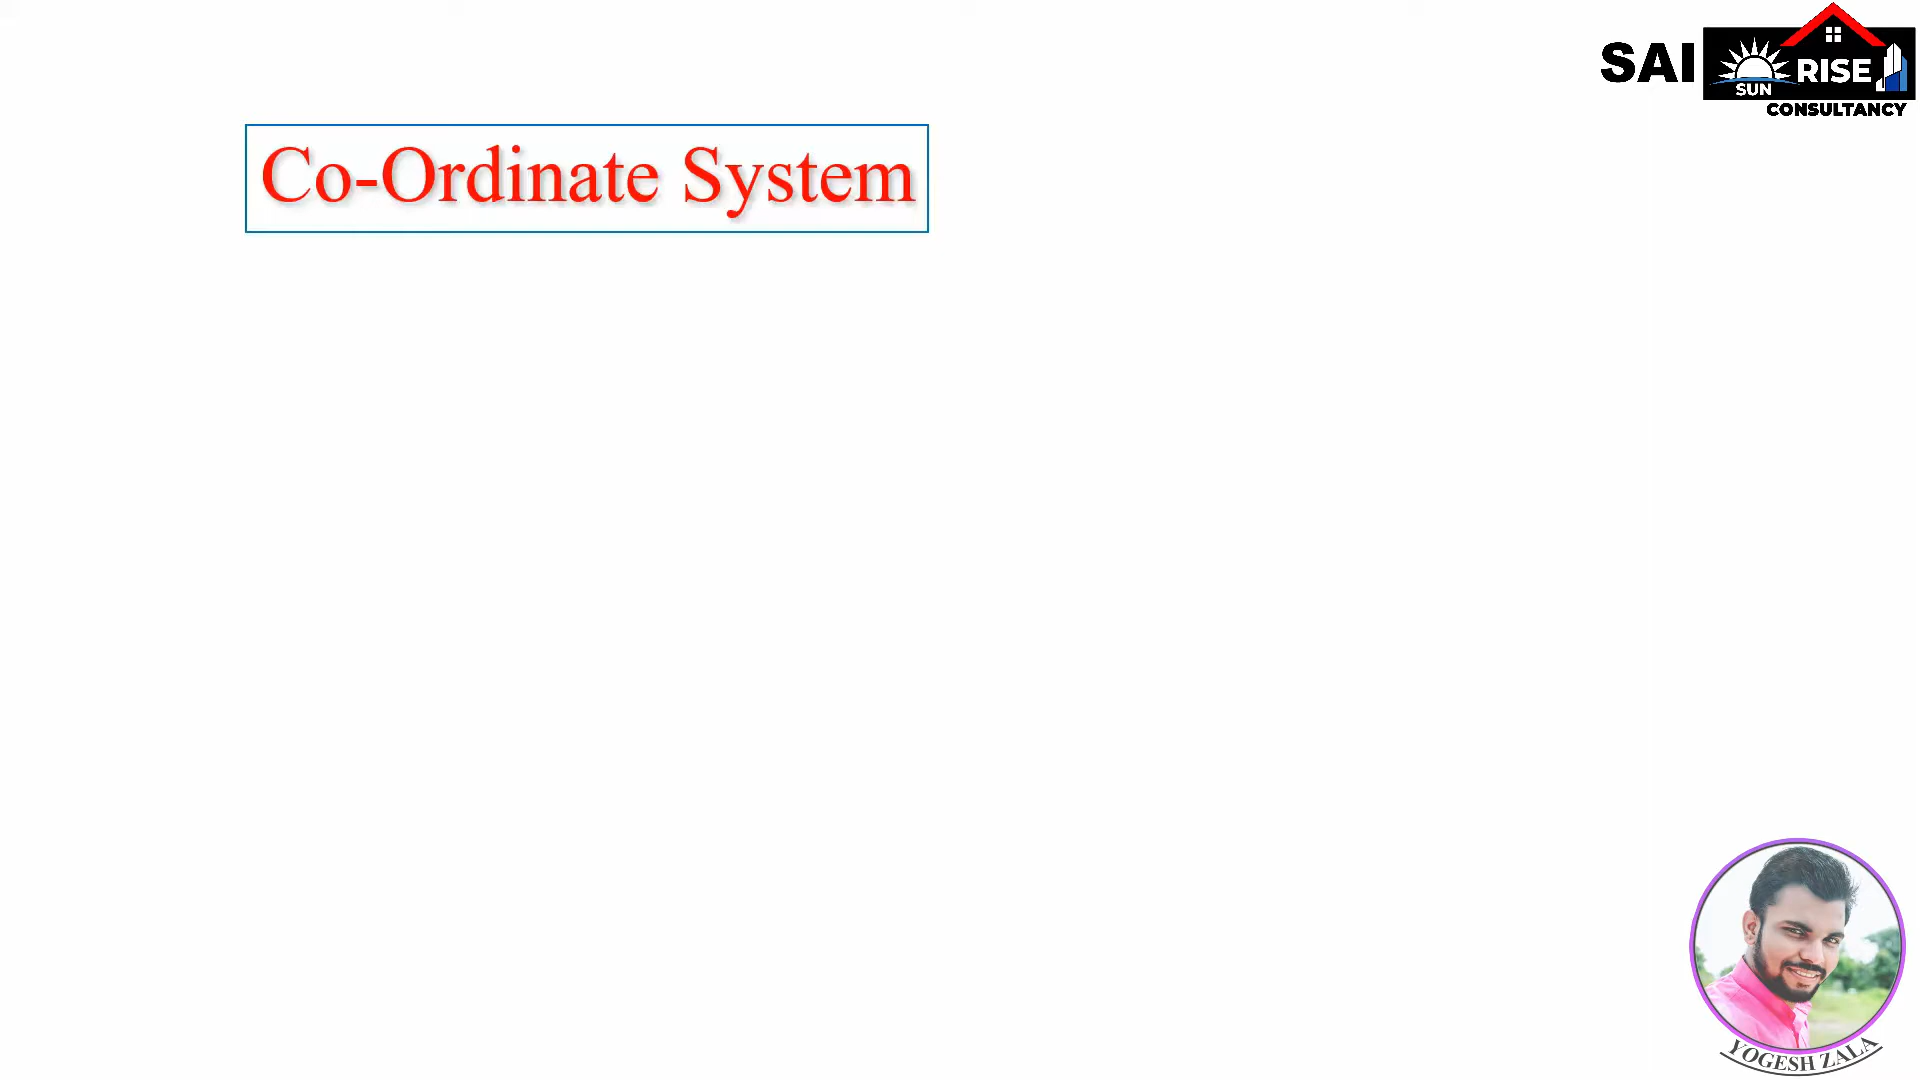 SAI
SUN RISE
CONSULTANCY
Co-Ordinate System
YOGESH ZALA